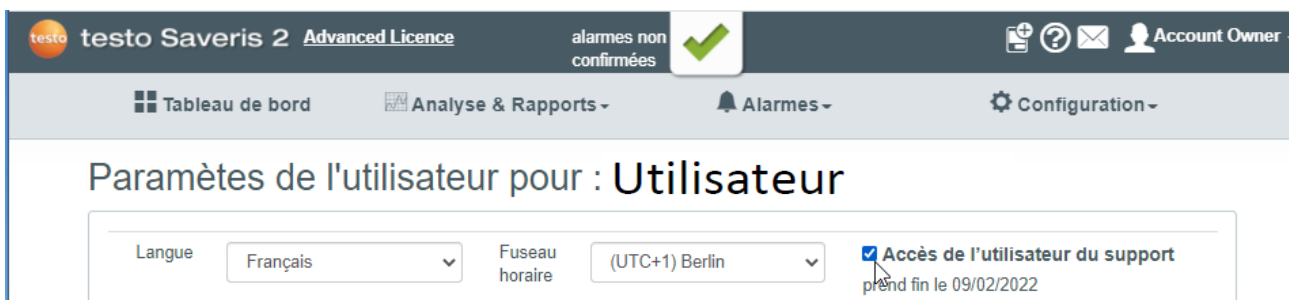 testo testo Saveris 2 Advanced Licence alarmes non confirmées Account Owner
Tableau de bord Analyse & Rapports Alarmes Configuration
Paramètes de l'utilisateur pour : Utilisateur
Langue Français Fuseau horaire (UTC+1) Berlin Accès de l’utilisateur du support
prend fin le 09/02/2022